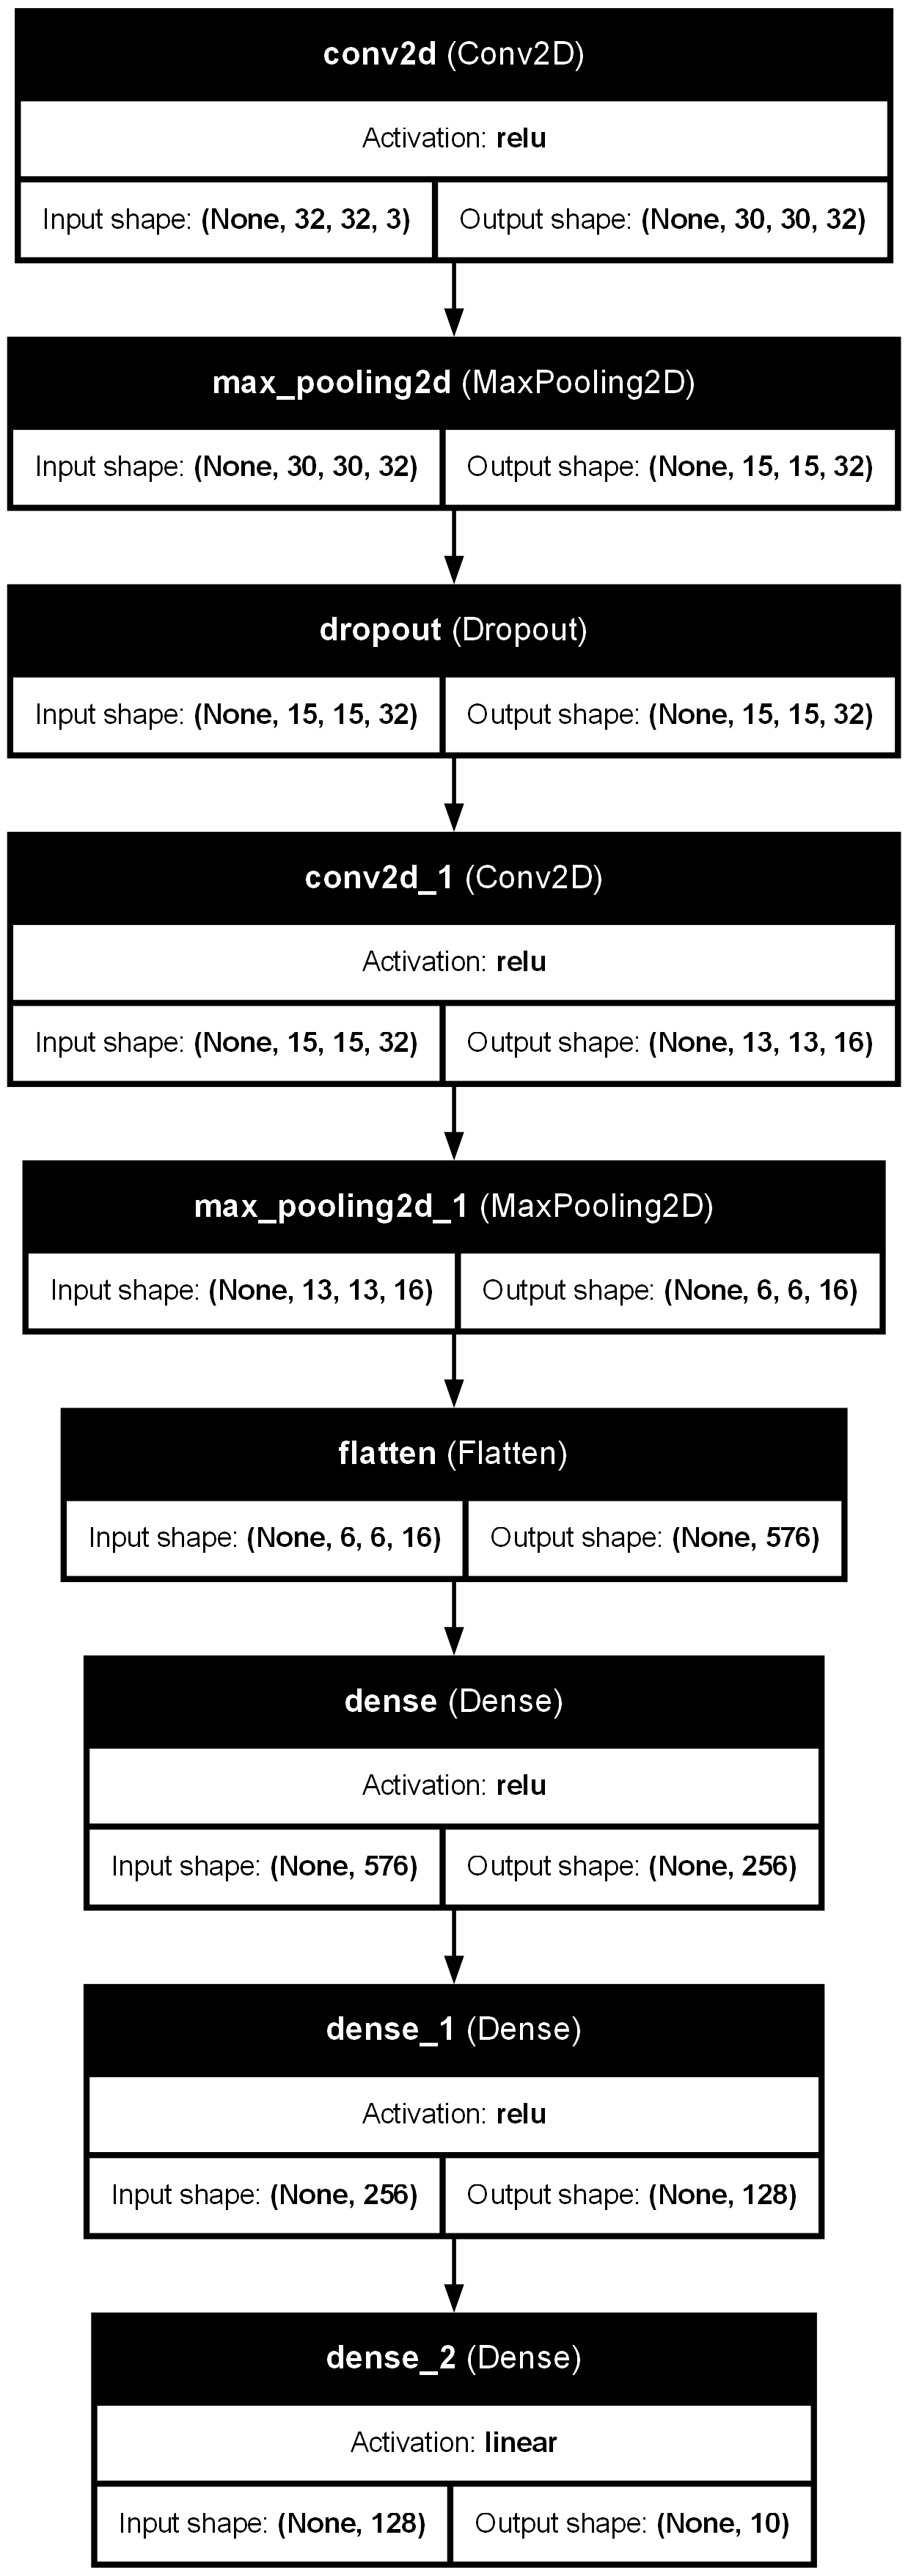 conv2d (Conv2D)
Activation: relu
Input shape: (None, 32, 32, 3) Output shape: (None, 30, 30, 32)
max_pooling2d (MaxPooling2D)
Input shape: (None, 30, 30, 32) Output shape: (None, 15, 15, 32)
dropout (Dropout)
Input shape: (None, 15, 15, 32) Output shape: (None, 15, 15, 32)
conv2d_1 (Conv2D)
Activation: relu
Input shape: (None, 15, 15, 32) Output shape: (None, 13, 13, 16)
max_pooling2d_1 (MaxPooling2D)
Input shape: (None, 13, 13, 16) Output shape: (None, 6, 6, 16)
flatten (Flatten)
Input shape: (None, 6, 6, 16) Output shape: (None, 576)
dense (Dense)
Activation: relu
Input shape: (None, 576) Output shape: (None, 256)
dense_1 (Dense)
Activation: relu
Input shape: (None, 256) Output shape: (None, 128)
dense_2 (Dense)
Activation: linear
Input shape: (None, 128) Output shape: (None, 10)